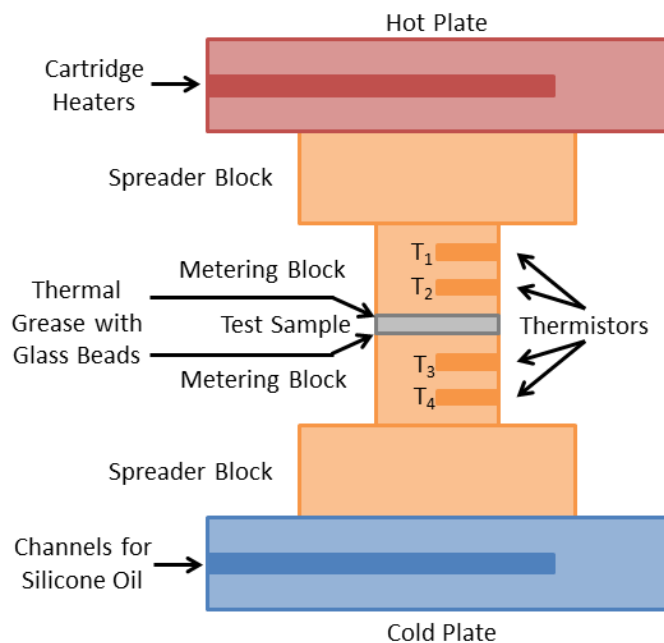 Hot Plate
Cartridge
Heaters
Spreader Block
T₁
Metering Block
T₂
Thermal
Grease with
Glass Beads
Test Sample
Thermistors
T₃
Metering Block
T₄
Spreader Block
Channels for
Silicone Oil
Cold Plate